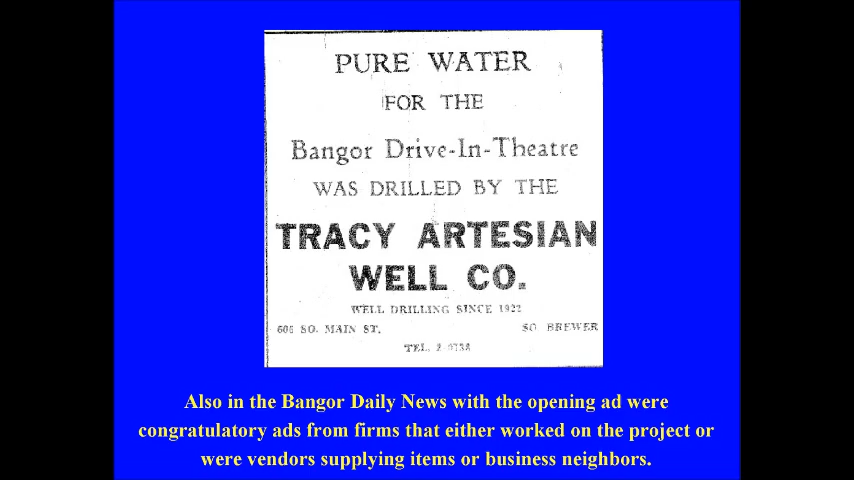 PURE WATER
FOR THE
Bangor Drive-In-Theatre
WAS DRILLED BY THE
TRACY ARTESIAN
WELL CO.
WELL DRILLING SINCE 1922
SO. MAIN ST. SO. BREWER
TEL.
Also in the Bangor Daily News with the opening ad were
congratulatory ads from firms that either worked on the project or
were vendors supplying items or business neighbors.